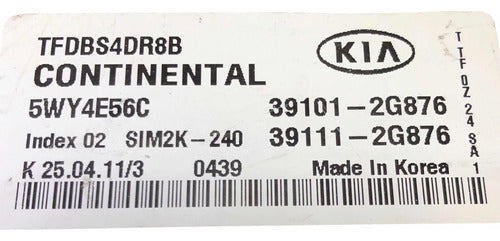 TFDBS4DR8B
KIA
CONTINENTAL
5WY4E56C 39101-2G876
Index 02 SIM2K-240 39111-2G876
K 25.04.11/3 0439 Made In Korea
TTF0Z24SA1